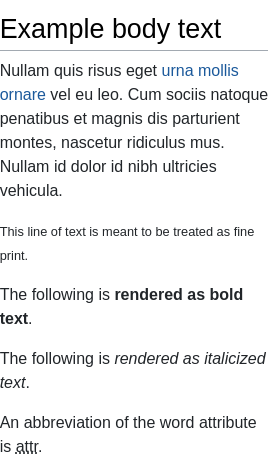 Example body text
Nullam quis risus eget urna mollis
ornare vel eu leo. Cum sociis natoque
penatibus et magnis dis parturient
montes, nascetur ridiculus mus.
Nullam id dolor id nibh ultricies
vehicula.
This line of text is meant to be treated as fine
print.
The following is rendered as bold
text.
The following is rendered as italicized
text.
An abbreviation of the word attribute
is attr.